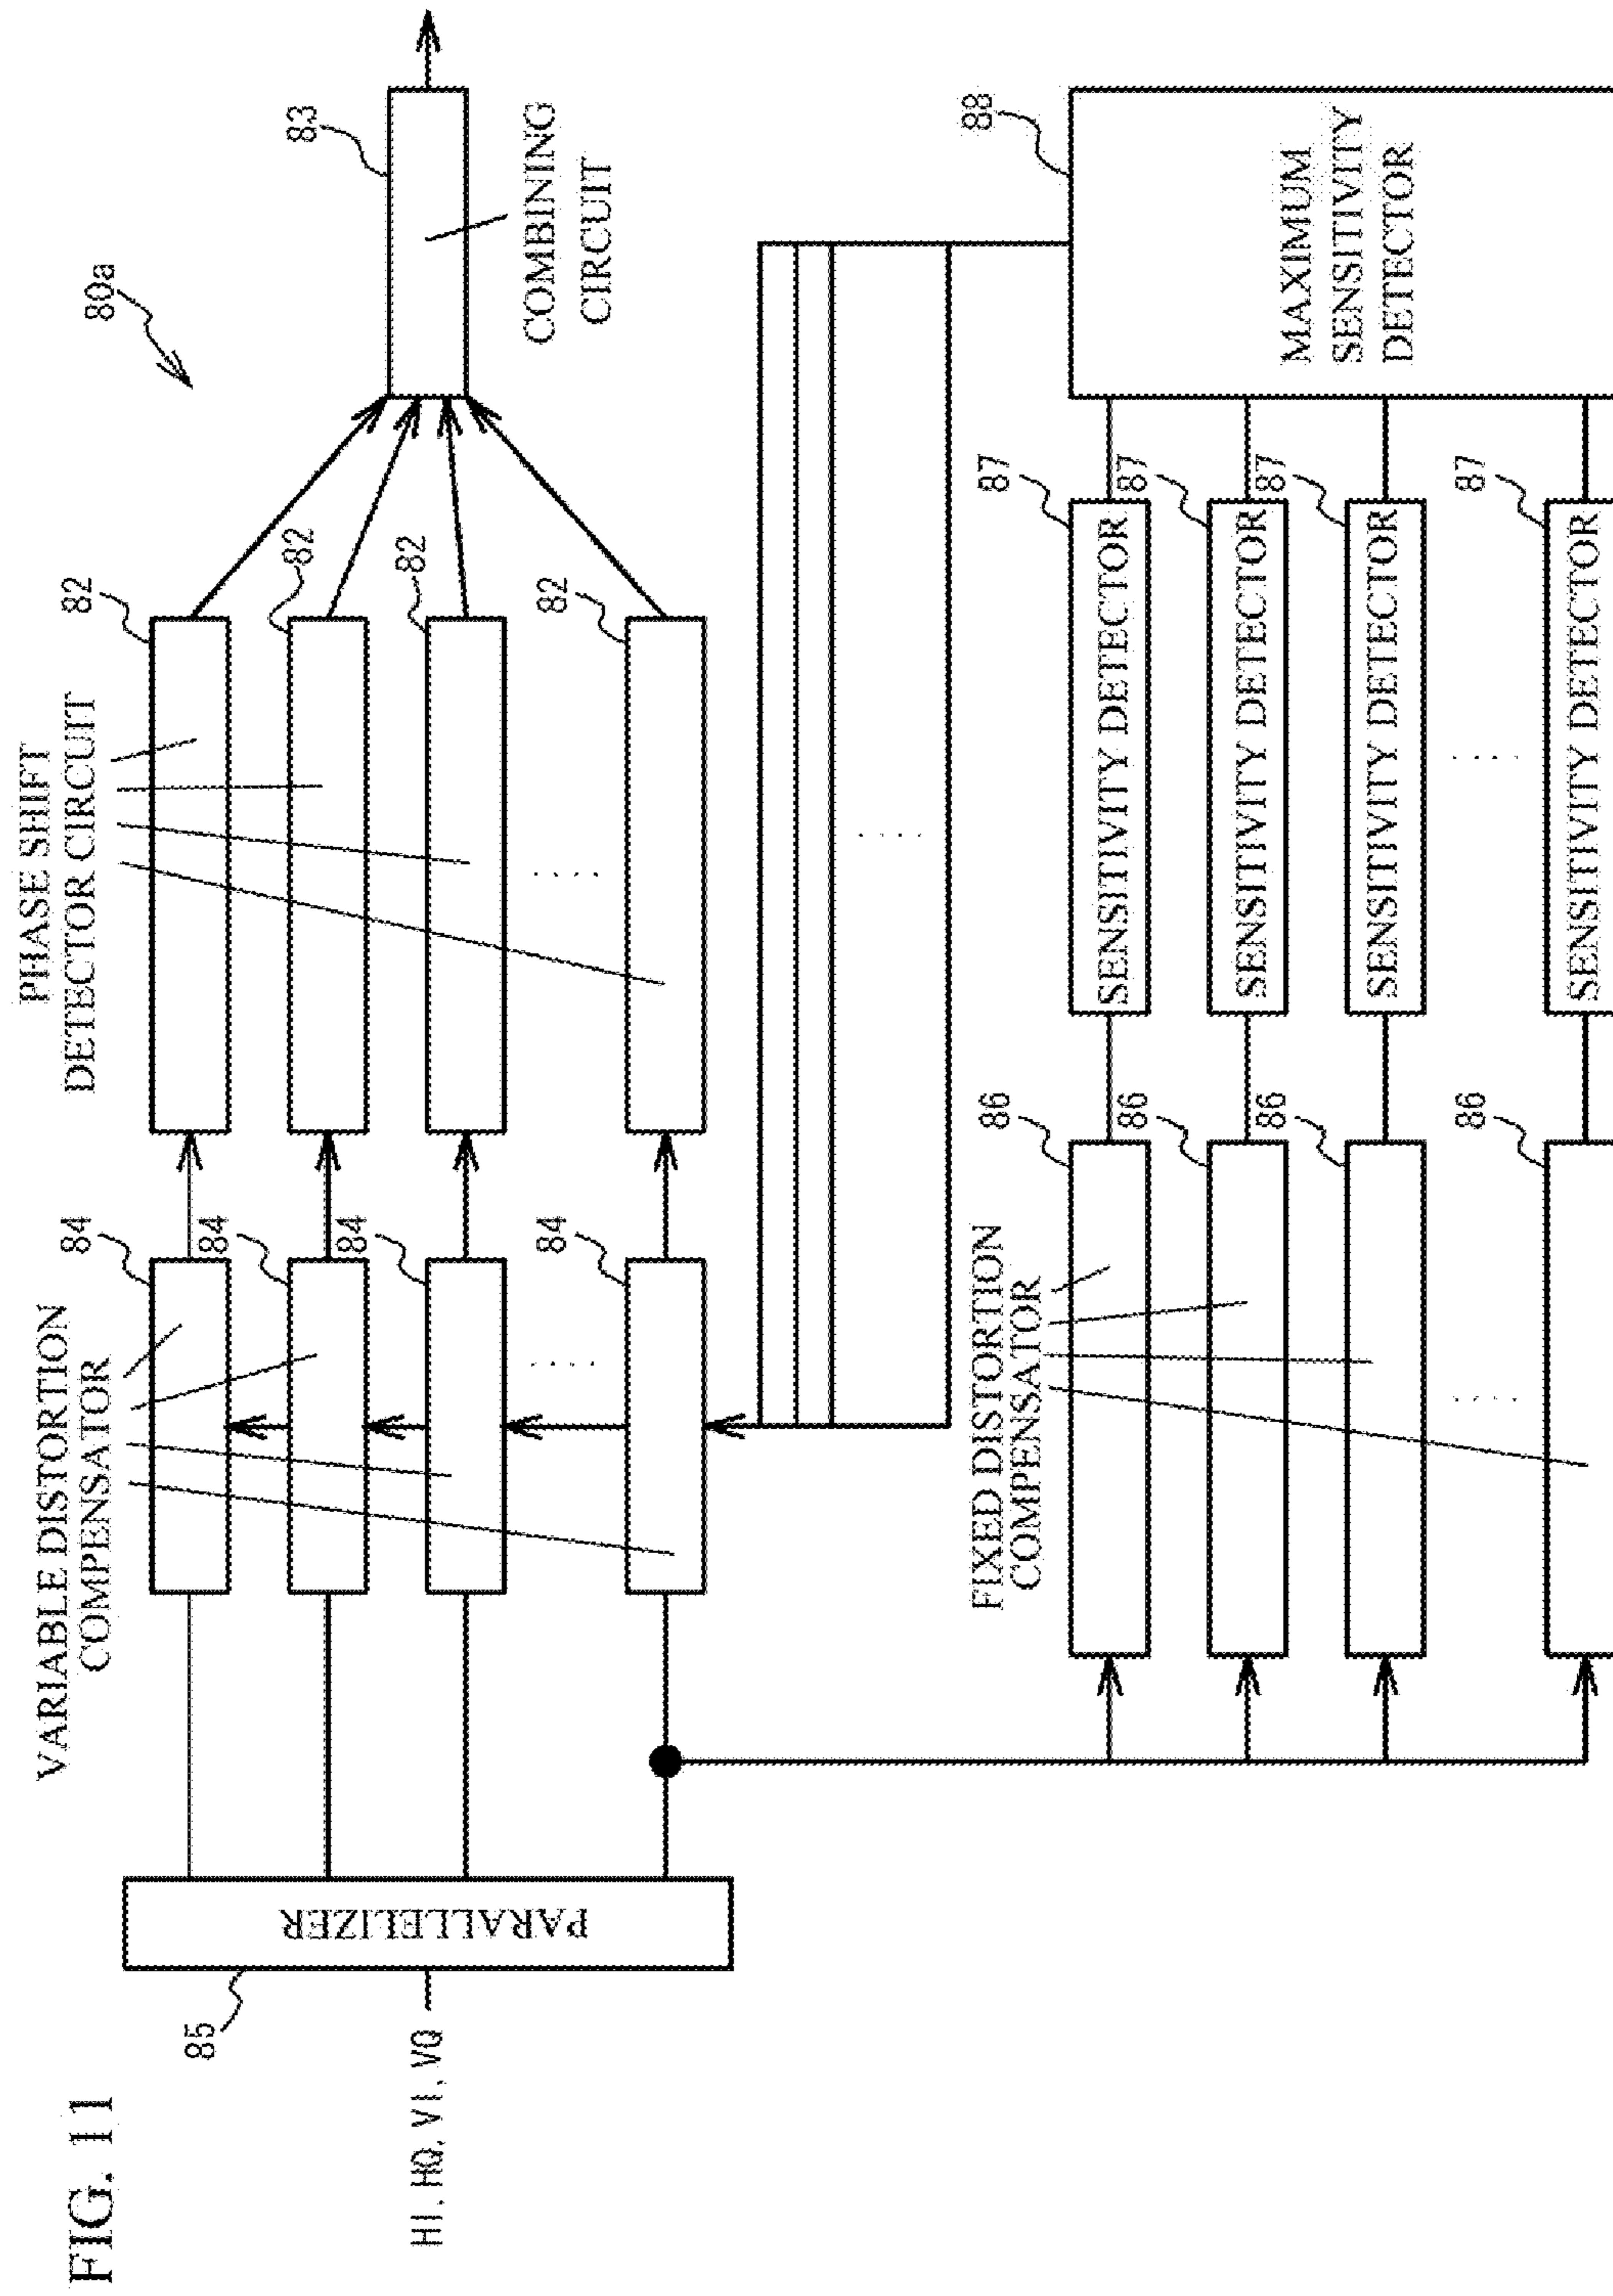 FIG. 11
80a
HI, HQ, VI, VQ
85
PARALLELIZER
VARIABLE DISTORTION
COMPENSATOR
84
84
84
84
PHASE SHIFT
DETECTOR CIRCUIT
82
82
82
82
83
COMBINING
CIRCUIT
FIXED DISTORTION
COMPENSATOR
86
86
86
86
87
SENSITIVITY DETECTOR
87
SENSITIVITY DETECTOR
87
SENSITIVITY DETECTOR
87
SENSITIVITY DETECTOR
88
MAXIMUM
SENSITIVITY
DETECTOR